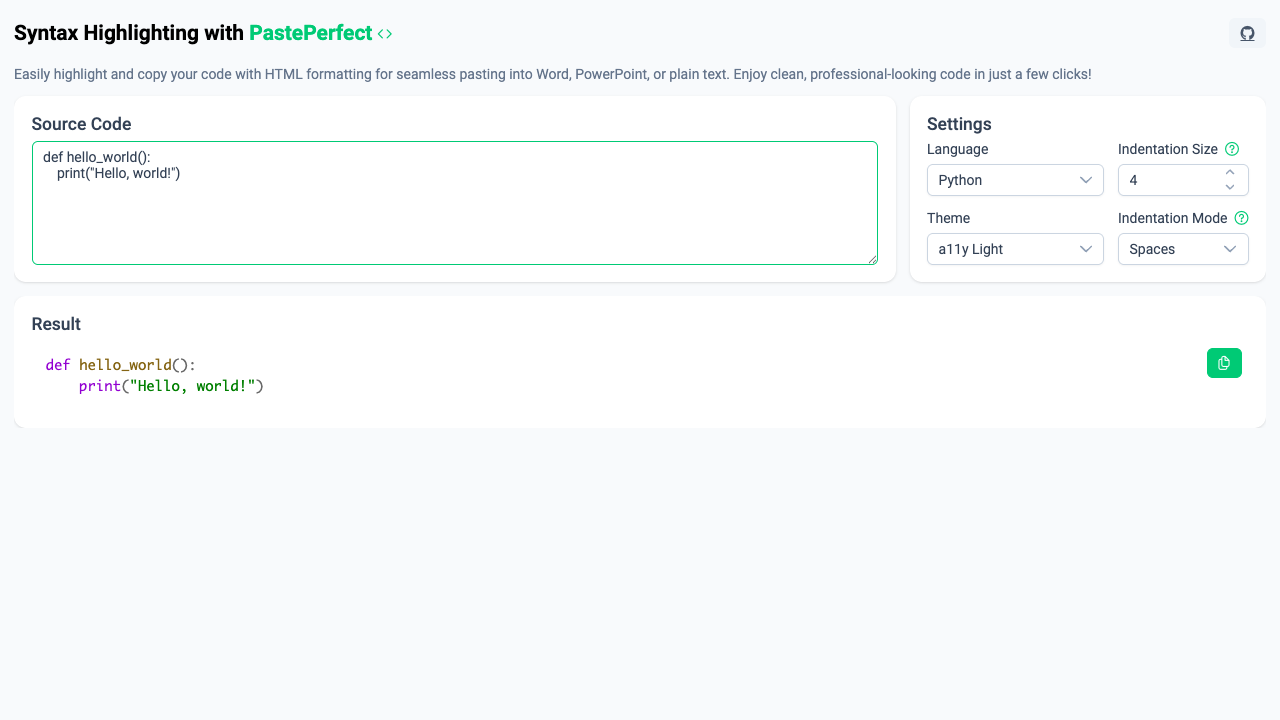 Syntax Highlighting with PastePerfect <>
Easily highlight and copy your code with HTML formatting for seamless pasting into Word, PowerPoint, or plain text. Enjoy clean, professional-looking code in just a few clicks!
Source Code
def hello_world():
    print("Hello, world!")
Settings
Language
Python
Indentation Size ?
4
Theme
a11y Light
Indentation Mode ?
Spaces
Result
def hello_world():
    print("Hello, world!")